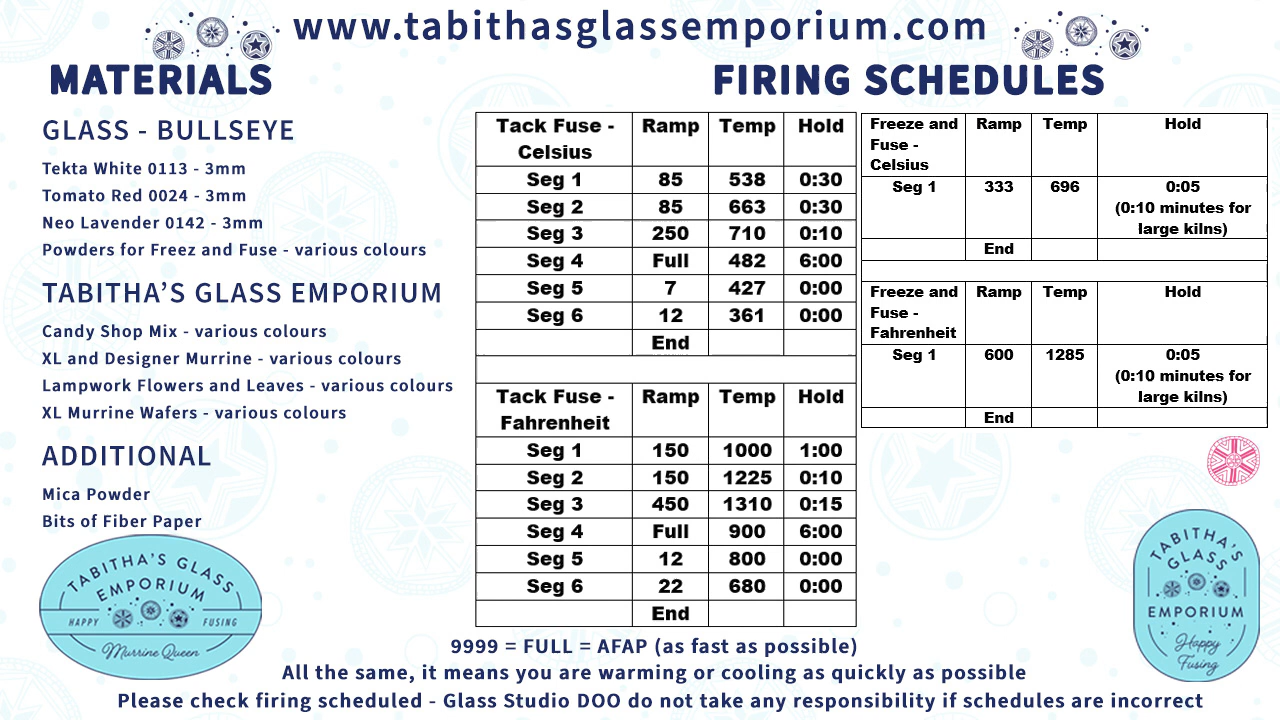 www.tabithasglassemporium.com
MATERIALS
GLASS - BULLSEYE
Tekta White 0113 - 3mm
Tomato Red 0024 - 3mm
Neo Lavender 0142 - 3mm
Powders for Freez and Fuse - various colours
TABITHA'S GLASS EMPORIUM
Candy Shop Mix - various colours
XL and Designer Murrine - various colours
Lampwork Flowers and Leaves - various colours
XL Murrine Wafers - various colours
ADDITIONAL
Mica Powder
Bits of Fiber Paper
TABITHA'S GLASS
EMPORIUM
HAPPY FUSING
Murrine Queen
FIRING SCHEDULES
Tack Fuse - Ramp Temp Hold
Celsius
Seg 1 85 538 0:30
Seg 2 85 663 0:30
Seg 3 250 710 0:10
Seg 4 Full 482 6:00
Seg 5 7 427 0:00
Seg 6 12 361 0:00
End
Tack Fuse - Ramp Temp Hold
Fahrenheit
Seg 1 150 1000 1:00
Seg 2 150 1225 0:10
Seg 3 450 1310 0:15
Seg 4 Full 900 6:00
Seg 5 12 800 0:00
Seg 6 22 680 0:00
End
Freeze and Ramp Temp Hold
Fuse -
Celsius
Seg 1 333 696 0:05
(0:10 minutes for
large kilns)
End
Freeze and Ramp Temp Hold
Fuse -
Fahrenheit
Seg 1 600 1285 0:05
(0:10 minutes for
large kilns)
End
TABITHA'S
GLASS
EMPORIUM
Happy
Fusing
9999 = FULL = AFAP (as fast as possible)
All the same, it means you are warming or cooling as quickly as possible
Please check firing scheduled - Glass Studio DOO do not take any responsibility if schedules are incorrect